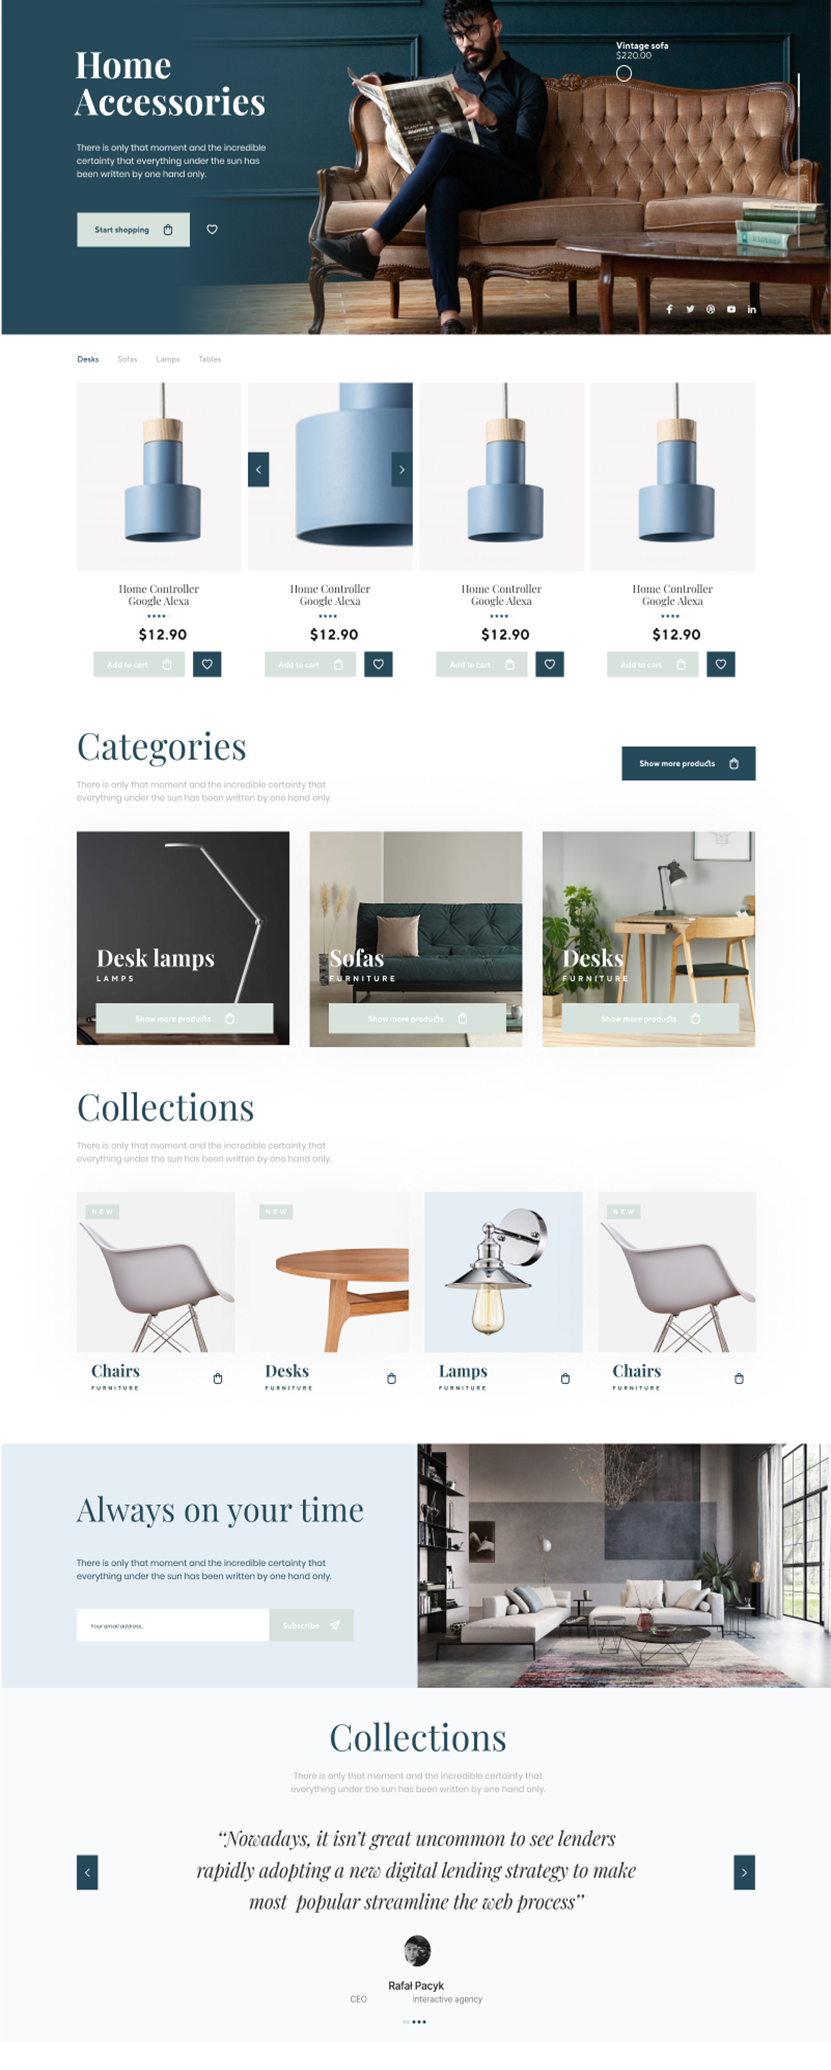 Home
Accessories
Vintage sofa
$220.00
There is only that moment and the incredible
certainty that everything under the sun has
been written by one hand only.
Start shopping
Desks Sofas Lamps Tables
Home Controller
Google Alexa
$12.90
Add to cart
Home Controller
Google Alexa
$12.90
Add to cart
Home Controller
Google Alexa
$12.90
Add to cart
Home Controller
Google Alexa
$12.90
Add to cart
Categories
Show more products
There is only that moment and the incredible certainty that
everything under the sun has been written by one hand only.
Desk lamps
LAMPS
Show more products
Sofas
FURNITURE
Show more products
Desks
FURNITURE
Show more products
Collections
There is only that moment and the incredible certainty that
everything under the sun has been written by one hand only.
NEW
Chairs
FURNITURE
NEW
Desks
FURNITURE
Lamps
FURNITURE
NEW
Chairs
FURNITURE
Always on your time
There is only that moment and the incredible certainty that
everything under the sun has been written by one hand only.
Your email address..
Subscribe
Collections
There is only that moment and the incredible certainty that
everything under the sun has been written by one hand only.
“Nowadays, it isn’t great uncommon to see lenders
rapidly adopting a new digital lending strategy to make
most popular streamline the web process”
Rafał Pacyk
CEO interactive agency